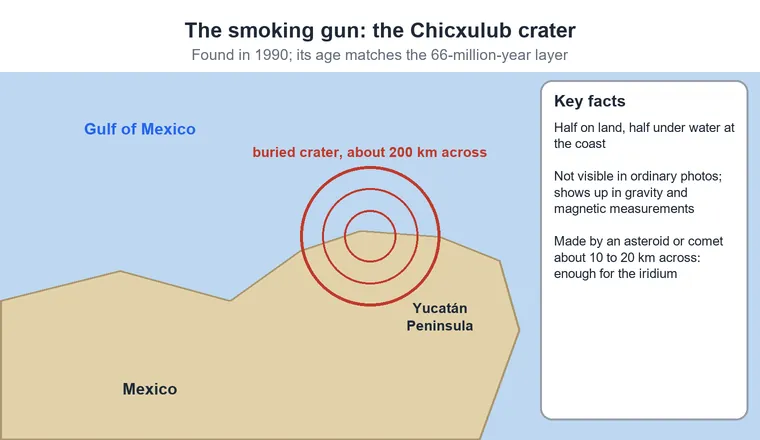 The smoking gun: the Chicxulub crater
Found in 1990; its age matches the 66-million-year layer
Gulf of Mexico
buried crater, about 200 km across
Yucatán
Peninsula
Mexico
Key facts
Half on land, half under water at
the coast
Not visible in ordinary photos;
shows up in gravity and
magnetic measurements
Made by an asteroid or comet
about 10 to 20 km across:
enough for the iridium